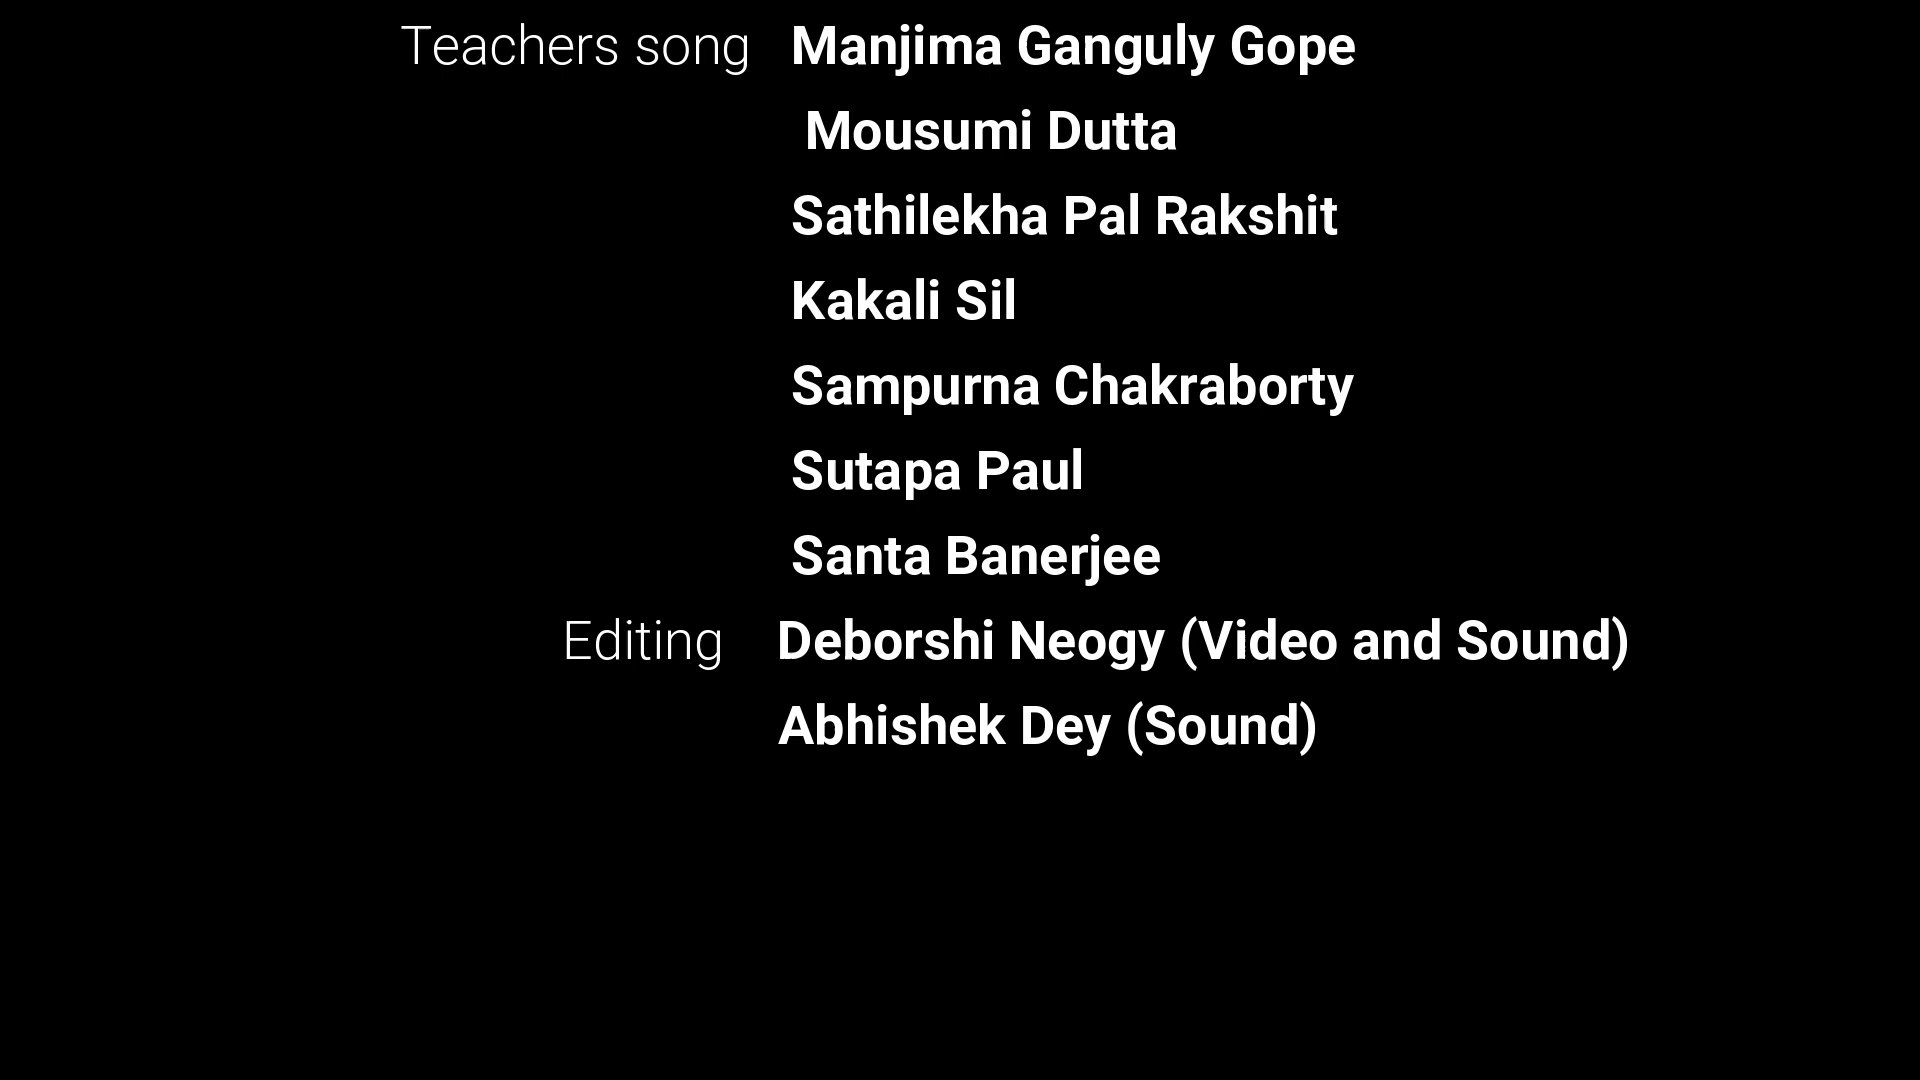 Teachers song Manjima Ganguly Gope
Mousumi Dutta
Sathilekha Pal Rakshit
Kakali Sil
Sampurna Chakraborty
Sutapa Paul
Santa Banerjee
Editing Deborshi Neogy (Video and Sound)
Abhishek Dey (Sound)